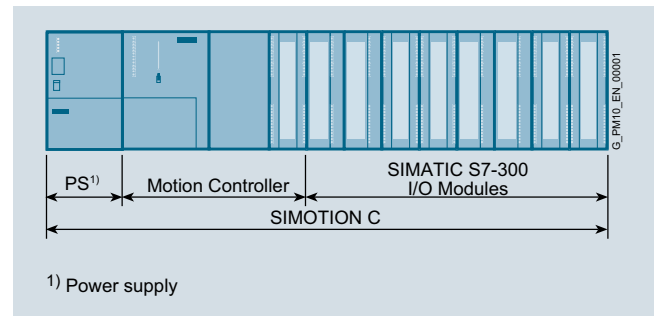 G_PM10_EN_00001
PS1)
Motion Controller
SIMATIC S7-300
I/O Modules
SIMOTION C
1) Power supply